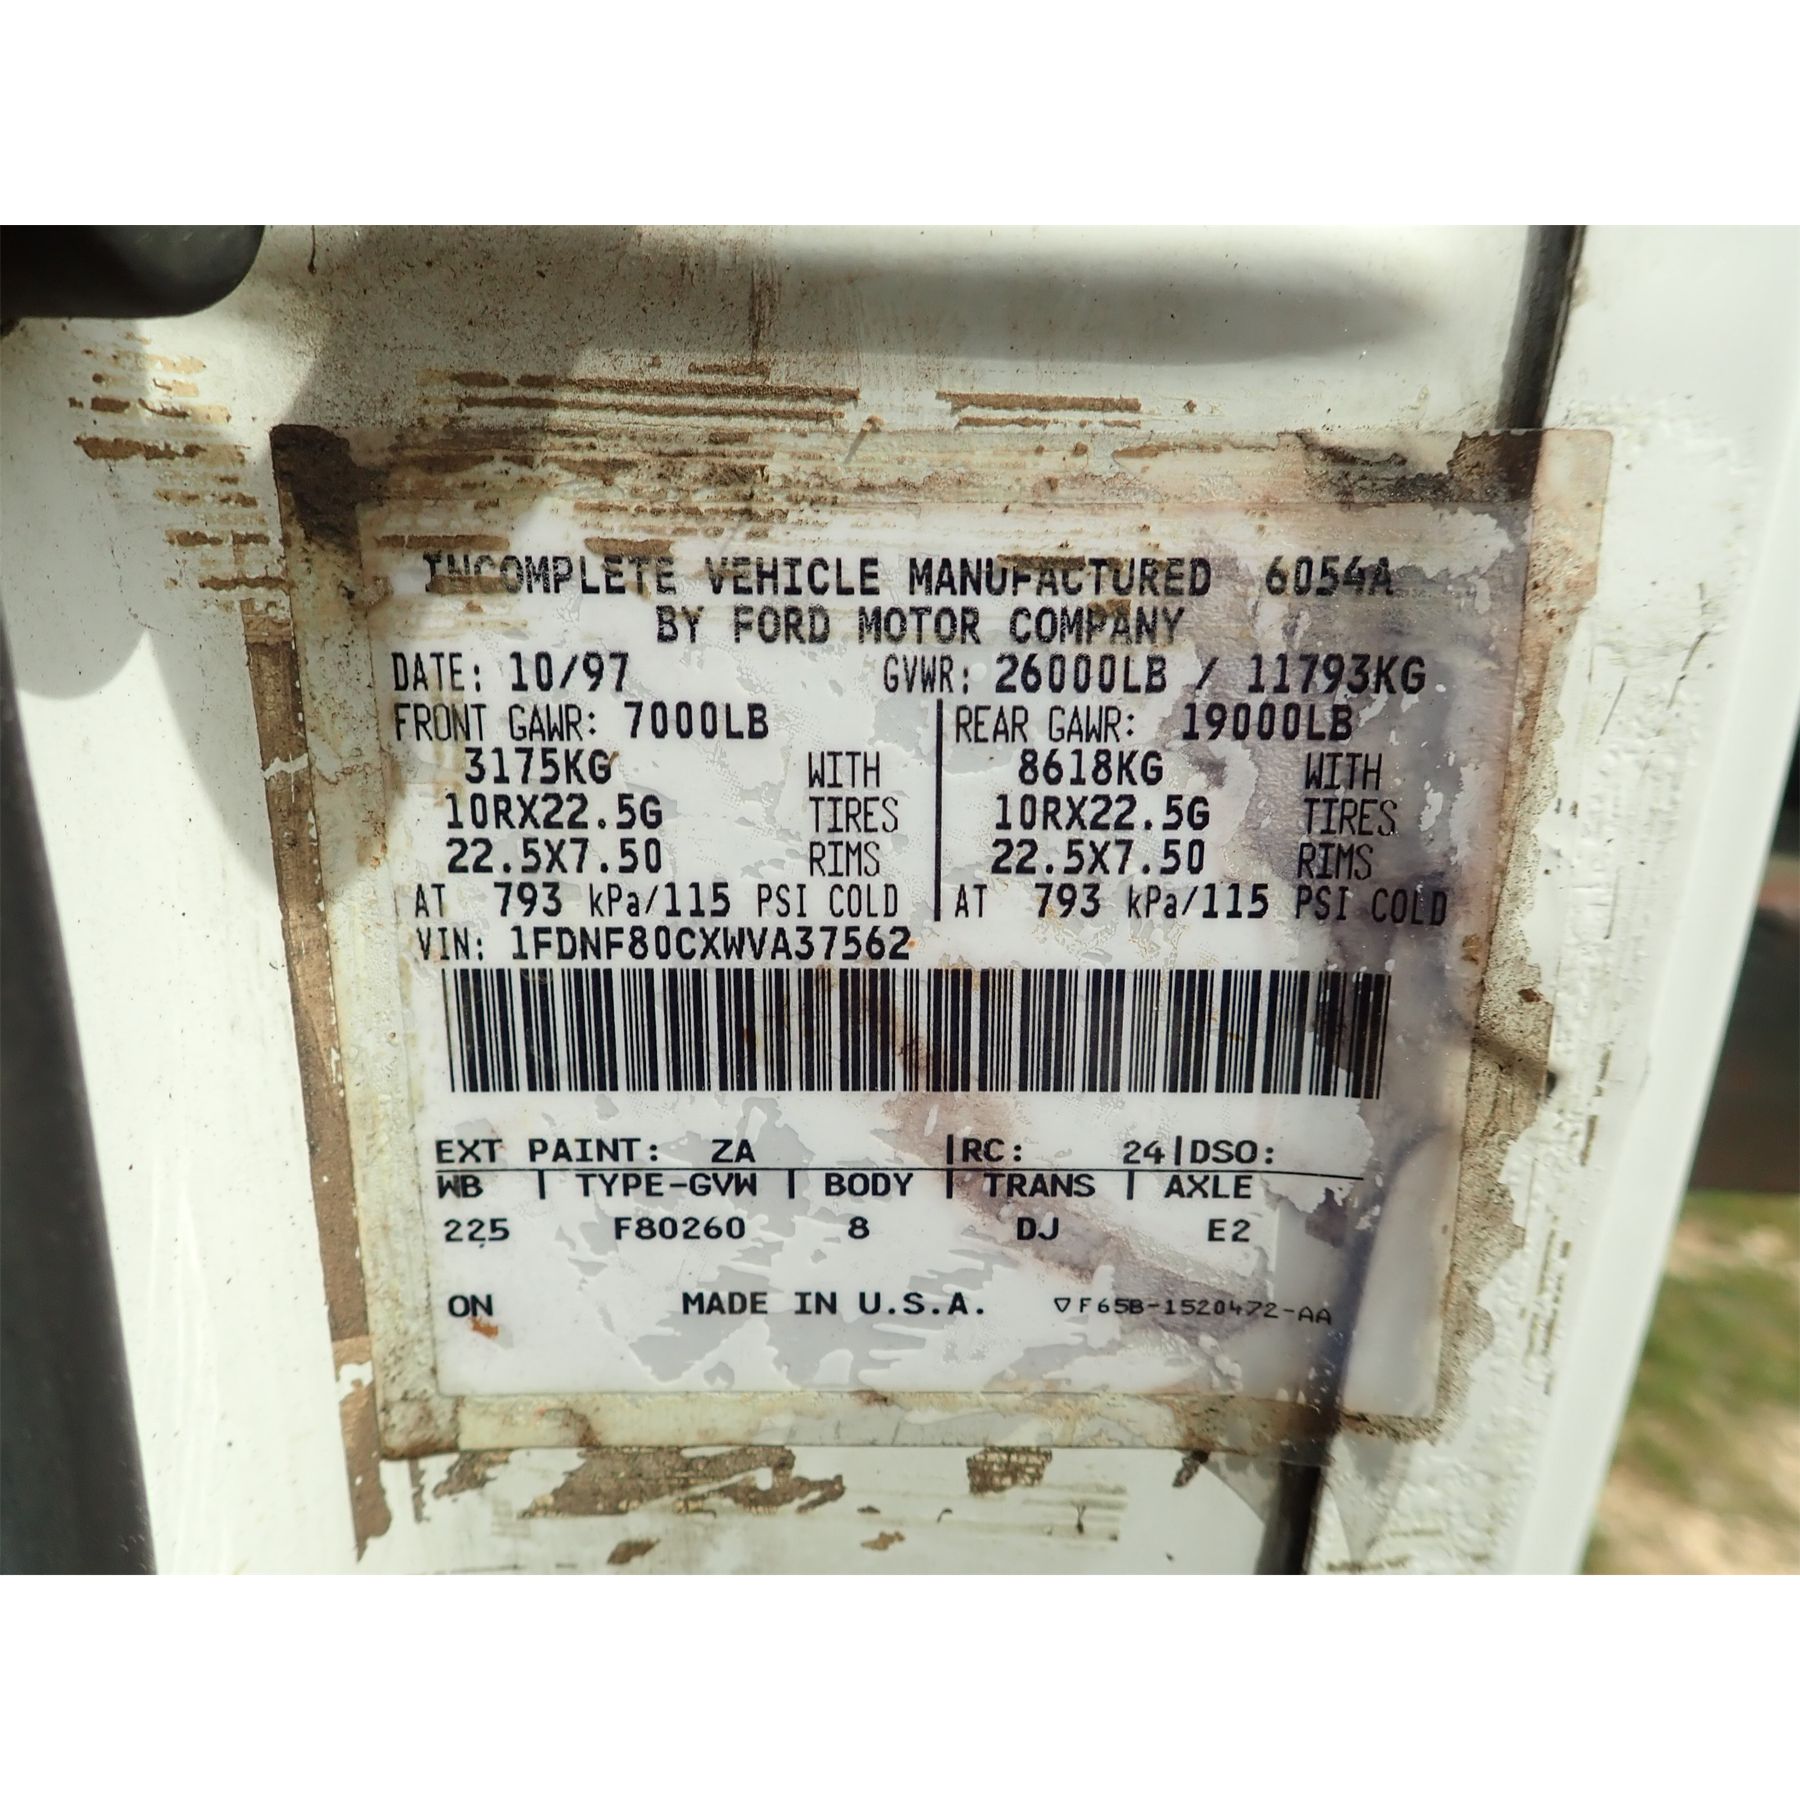 INCOMPLETE VEHICLE MANUFACTURED 6054A
BY FORD MOTOR COMPANY
DATE: 10/97 GVWR: 26000LB / 11793KG
FRONT GAWR: 7000LB REAR GAWR: 19000LB
3175KG WITH 8618KG WITH
10RX22.5G TIRES 10RX22.5G TIRES
22.5X7.50 RIMS 22.5X7.50 RIMS
AT 793 kPa/115 PSI COLD AT 793 kPa/115 PSI COLD
VIN: 1FDNF80CXWVA37562
EXT PAINT: ZA |RC: 24|DSO:
WB | TYPE-GVW | BODY | TRANS | AXLE
225 F80260 8 DJ E2
ON MADE IN U.S.A. ▽F65B-1520472-AA